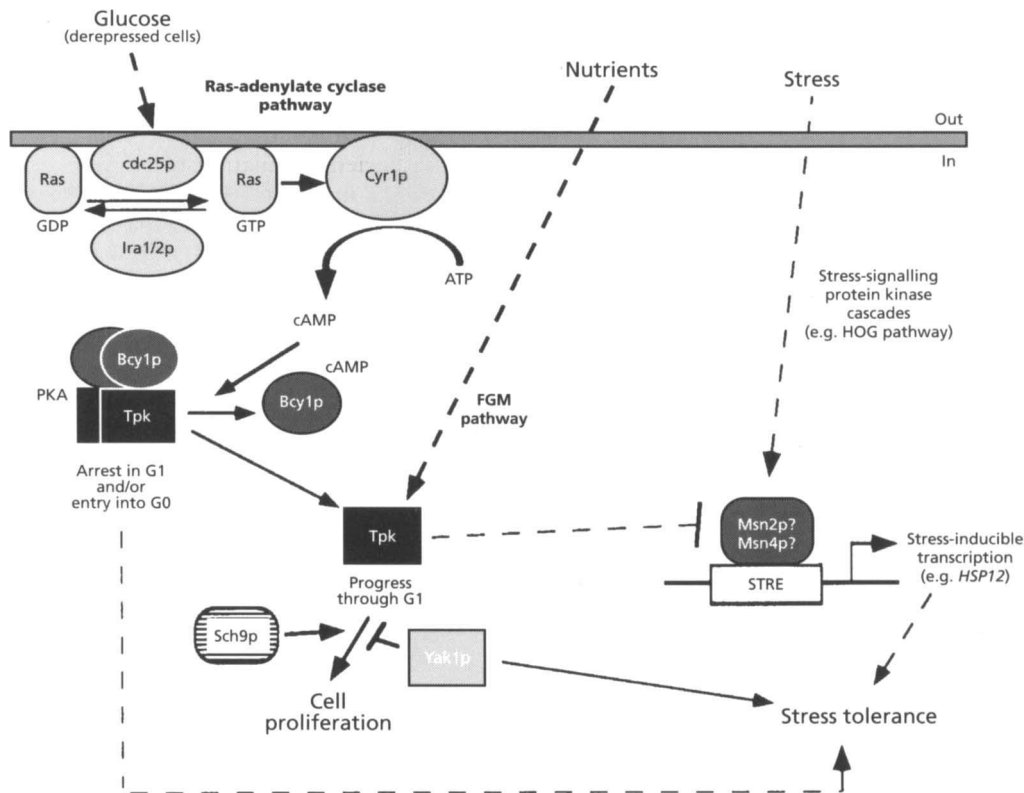 Glucose
(derepressed cells)
Ras-adenylate cyclase
pathway
Nutrients
Stress
Out
In
cdc25p
Ras
Ras
Cyr1p
GDP
GTP
Ira1/2p
ATP
cAMP
Stress-signalling
protein kinase
cascades
(e.g. HOG pathway)
Bcy1p
cAMP
PKA
Tpk
Bcy1p
FGM
pathway
Arrest in G1
and/or
entry into G0
Tpk
Msn2p?
Msn4p?
STRE
Stress-inducible
transcription
(e.g. HSP12)
Progress
through G1
Sch9p
Yak1p
Cell
proliferation
Stress tolerance